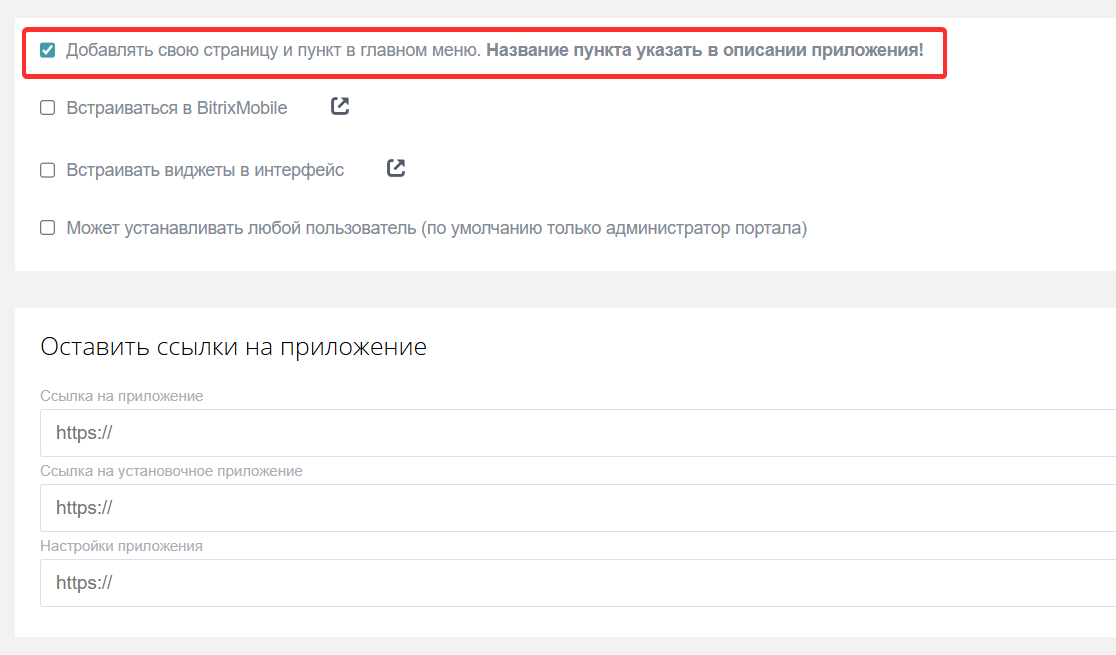 Добавлять свою страницу и пункт в главном меню. Название пункта указать в описании приложения!
Встраиваться в BitrixMobile
Встраивать виджеты в интерфейс
Может устанавливать любой пользователь (по умолчанию только администратор портала)
Оставить ссылки на приложение
Ссылка на приложение
https://
Ссылка на установочное приложение
https://
Настройки приложения
https://